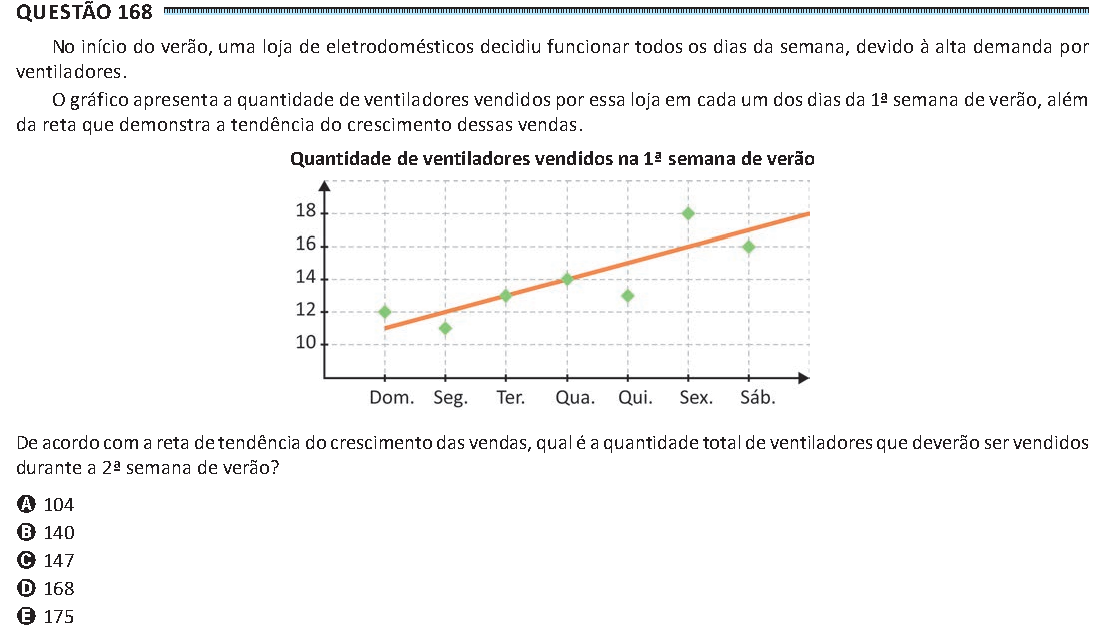 QUESTÃO 168
No início do verão, uma loja de eletrodomésticos decidiu funcionar todos os dias da semana, devido à alta demanda por
ventiladores.
O gráfico apresenta a quantidade de ventiladores vendidos por essa loja em cada um dos dias da 1ª semana de verão, além
da reta que demonstra a tendência do crescimento dessas vendas.
Quantidade de ventiladores vendidos na 1ª semana de verão
18
16
14
12
10
Dom. Seg. Ter. Qua. Qui. Sex. Sáb.
De acordo com a reta de tendência do crescimento das vendas, qual é a quantidade total de ventiladores que deverão ser vendidos
durante a 2ª semana de verão?
A 104
B 140
C 147
D 168
E 175